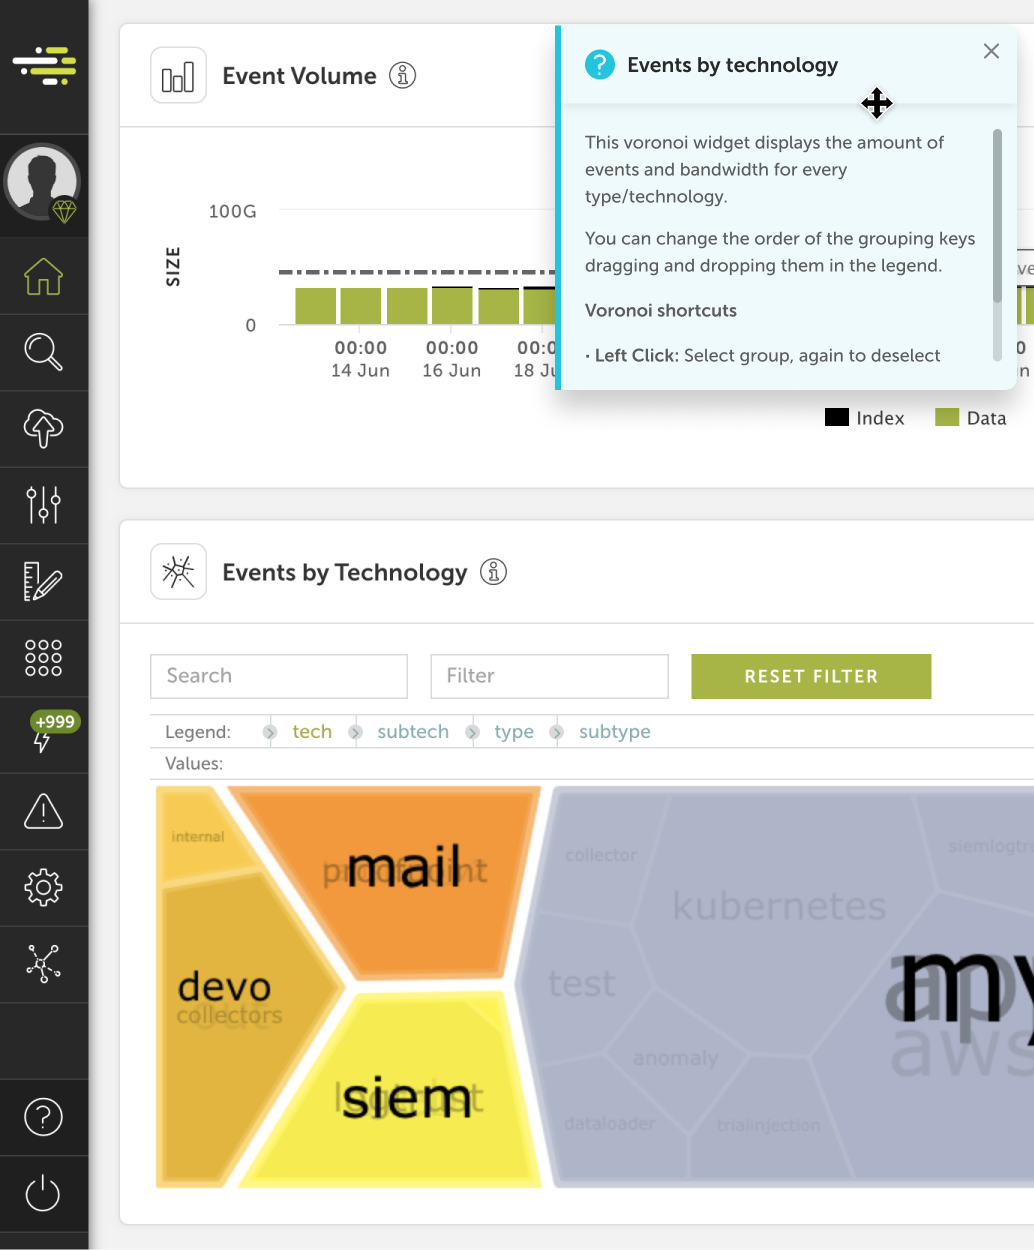 Event Volume
Events by technology
This voronoi widget displays the amount of
events and bandwidth for every
type/technology.
You can change the order of the grouping keys
dragging and dropping them in the legend.
Voronoi shortcuts
· Left Click: Select group, again to deselect
100G
SIZE
0
00:00
14 Jun
00:00
16 Jun
18 Ju
Index
Data
Events by Technology
Search
Filter
RESET FILTER
Legend:
tech
subtech
type
subtype
Values:
+999
internal
proofpoint
mail
devo
collectors
logtrust
siem
collector
siemlogtr
kubernetes
test
my
ap
aws
anomaly
dataloader
trialinjection